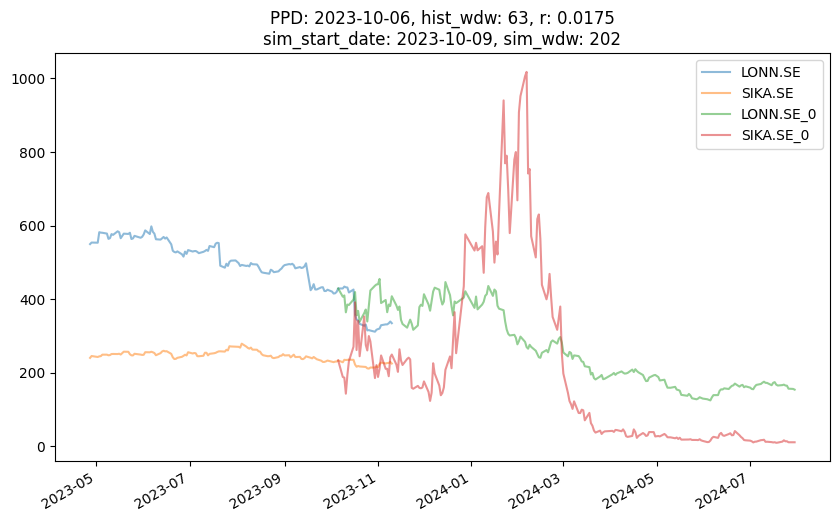 PPD: 2023-10-06, hist_wdw: 63, r: 0.0175
sim_start_date: 2023-10-09, sim_wdw: 202
LONN.SE
SIKA.SE
LONN.SE_0
SIKA.SE_0
1000
800
600
400
200
0
2023-05
2023-07
2023-09
2023-11
2024-01
2024-03
2024-05
2024-07